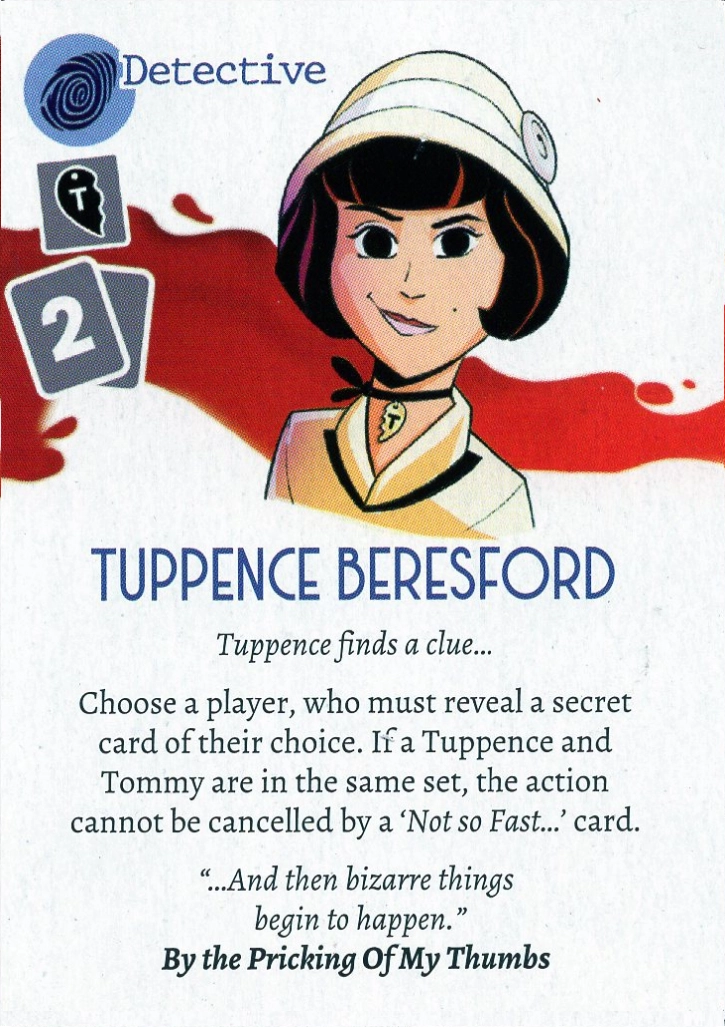 Detective
T
2
T
TUPPENCE BERESFORD
Tuppence finds a clue...
Choose a player, who must reveal a secret
card of their choice. If a Tuppence and
Tommy are in the same set, the action
cannot be cancelled by a ‘Not so Fast...’ card.
“...And then bizarre things
begin to happen.”
By the Pricking Of My Thumbs